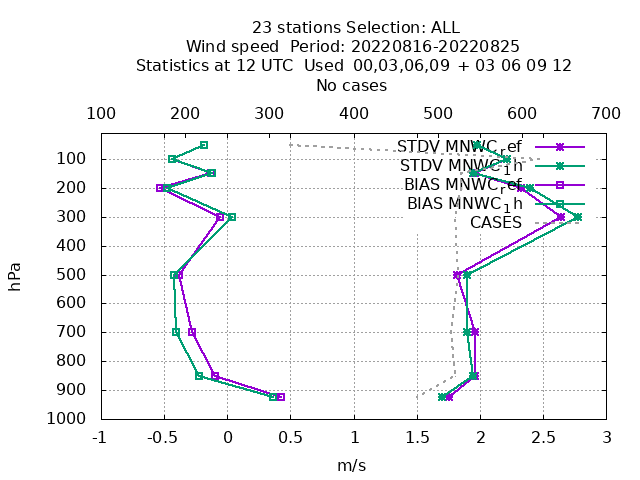 23 stations Selection: ALL
Wind speed Period: 20220816-20220825
Statistics at 12 UTC Used 00,03,06,09 + 03 06 09 12
No cases
100 200 300 400 500 600 700
STDV MNWC_ref
STDV MNWC_1h
BIAS MNWC_ref
BIAS MNWC_1h
CASES
100
200
300
400
500
600
700
800
900
1000
hPa
-1 -0.5 0 0.5 1 1.5 2 2.5 3
m/s